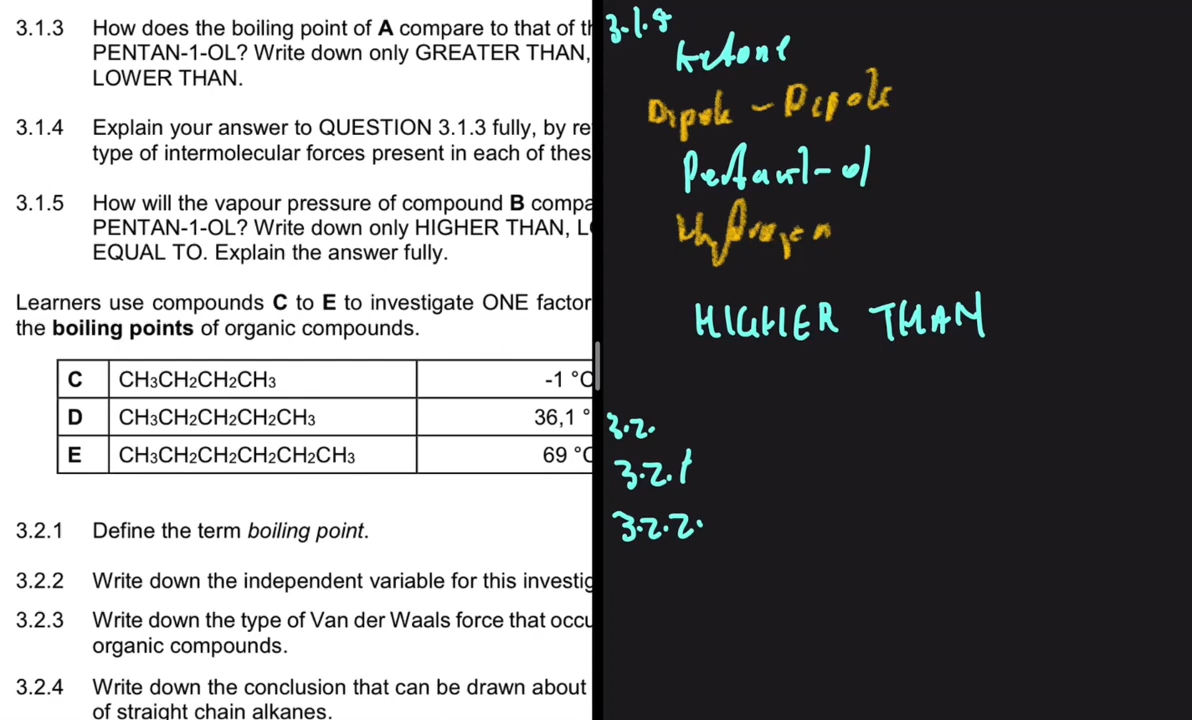 3.1.3 How does the boiling point of A compare to that of th
PENTAN-1-OL? Write down only GREATER THAN,
LOWER THAN.
3.1.4 Explain your answer to QUESTION 3.1.3 fully, by re
type of intermolecular forces present in each of thes
3.1.5 How will the vapour pressure of compound B compa
PENTAN-1-OL? Write down only HIGHER THAN, LO
EQUAL TO. Explain the answer fully.
Learners use compounds C to E to investigate ONE factor
the boiling points of organic compounds.
C CH3CH2CH2CH3 -1 °C
D CH3CH2CH2CH2CH3 36,1 °
E CH3CH2CH2CH2CH2CH3 69 °C
3.2.1 Define the term boiling point.
3.2.2 Write down the independent variable for this investig
3.2.3 Write down the type of Van der Waals force that occu
organic compounds.
3.2.4 Write down the conclusion that can be drawn about
of straight chain alkanes.
ketone
Dipole - Dipole
Pentan1-ol
Hydrogen
HIGHER THAN
3.2.
3.2.1
3.2.2.